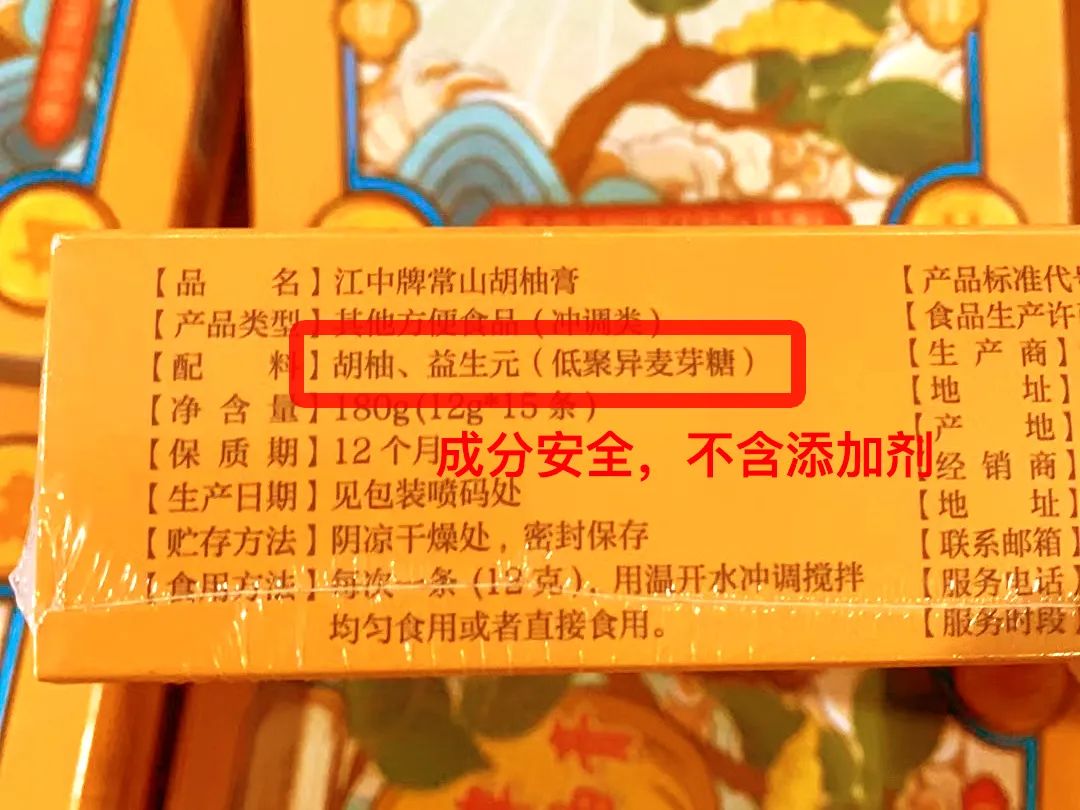 【品名】江中牌常山胡柚膏
【产品类型】其他方便食品（冲调类）
【配料】胡柚、益生元（低聚异麦芽糖）
【净含量】180g(12g*15条)
【保质期】12个月
成分安全，不含添加剂
【生产日期】见包装喷码处
【贮存方法】阴凉干燥处，密封保存
【食用方法】每次一条（12克），用温开水冲调搅拌
均匀食用或者直接食用。
【产品标准代号
【食品生产许可
【生产商】
【地址】
【产地】
【经销商】
【地址】
【联系邮箱】
【服务电话】
【服务时段】